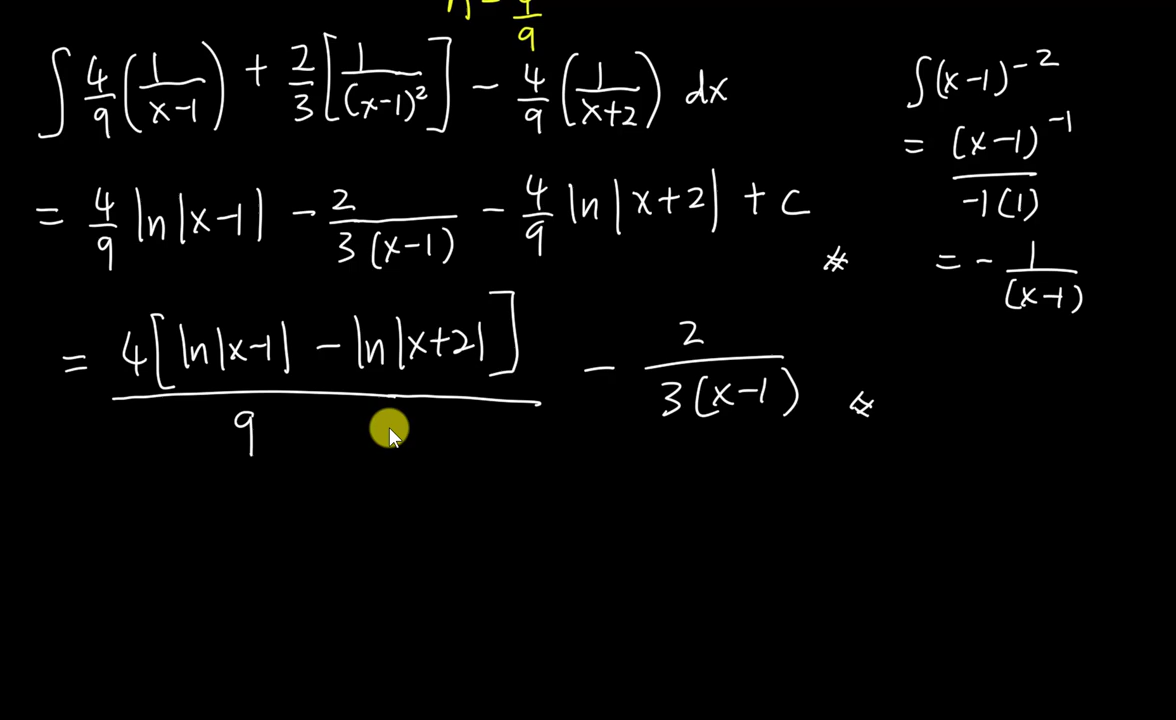 A = 4/9
∫ 4/9 (1/(x-1)) + 2/3 [1/(x-1)²] - 4/9 (1/(x+2)) dx
= 4/9 ln|x-1| - 2/(3(x-1)) - 4/9 ln|x+2| + C #
= 4[ln|x-1| - ln|x+2|]/9 - 2/(3(x-1)) #
∫(x-1)⁻²
= (x-1)⁻¹/(-1(1))
= - 1/(x-1)